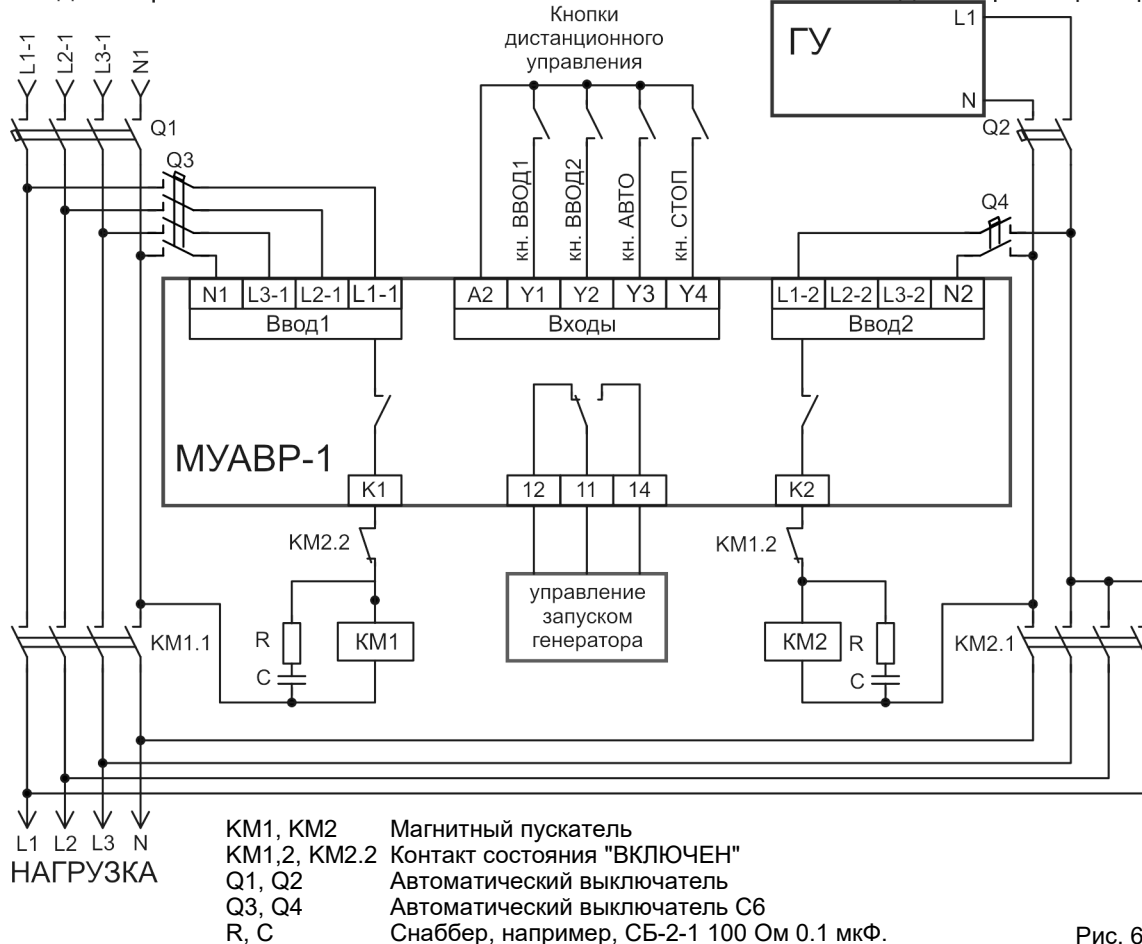 Кнопки
дистанционного
управления
L1-1
L2-1
L3-1
N1
ГУ
L1
N
Q1
Q2
Q3
Q4
кн. ВВОД1
кн. ВВОД2
кн. АВТО
кн. СТОП
N1 L3-1 L2-1 L1-1
Ввод1
A2 Y1 Y2 Y3 Y4
Входы
L1-2 L2-2 L3-2 N2
Ввод2
МУАВР-1
K1
12 11 14
K2
KM2.2
KM1.2
управление
запуском
генератора
KM1.1
R
C
KM1
KM2
R
C
KM2.1
L1 L2 L3 N
НАГРУЗКА
KM1, KM2 Магнитный пускатель
KM1,2, KM2.2 Контакт состояния "ВКЛЮЧЕН"
Q1, Q2 Автоматический выключатель
Q3, Q4 Автоматический выключатель С6
R, C Снаббер, например, СБ-2-1 100 Ом 0.1 мкФ.
Рис. 6